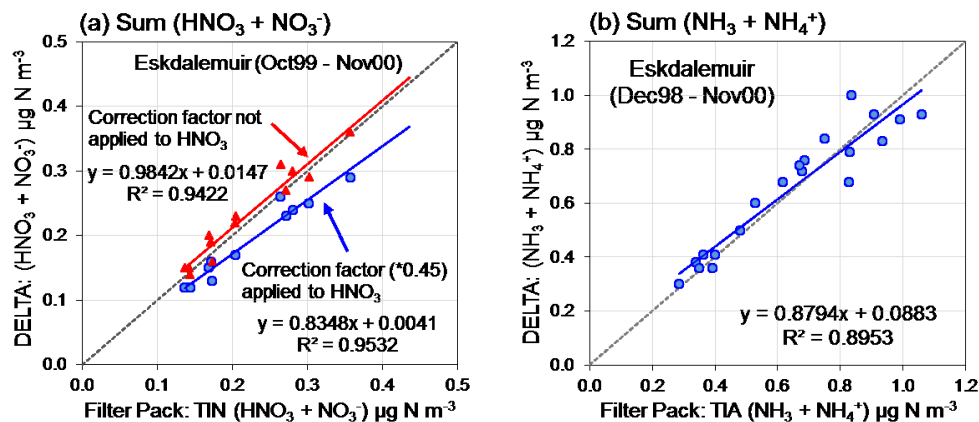 (a) Sum (HNO₃ + NO₃⁻)
0.5
0.4
0.3
0.2
0.1
0.0
DELTA: (HNO₃ + NO₃⁻) µg N m⁻³
Eskdalemuir (Oct99 - Nov00)
Correction factor not
applied to HNO₃
y = 0.9842x + 0.0147
R² = 0.9422
Correction factor (*0.45)
applied to HNO₃
y = 0.8348x + 0.0041
R² = 0.9532
0.0 0.1 0.2 0.3 0.4 0.5
Filter Pack: TIN (HNO₃ + NO₃⁻) µg N m⁻³
(b) Sum (NH₃ + NH₄⁺)
1.2
1.0
0.8
0.6
0.4
0.2
0.0
DELTA: (NH₃ + NH₄⁺) µg N m⁻³
Eskdalemuir
(Dec98 - Nov00)
y = 0.8794x + 0.0883
R² = 0.8953
0.0 0.2 0.4 0.6 0.8 1.0 1.2
Filter Pack: TIA (NH₃ + NH₄⁺) µg N m⁻³